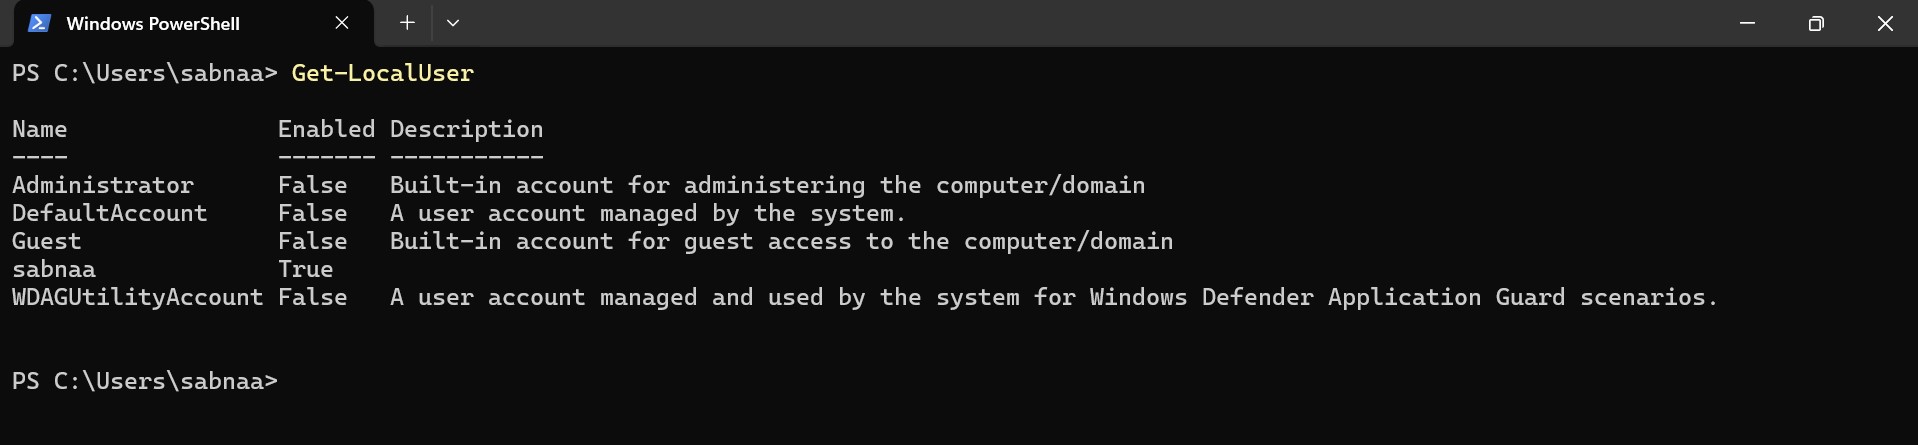 Windows PowerShell
PS C:\Users\sabnaa> Get-LocalUser
Name Enabled Description
---- ------- -----------
Administrator False Built-in account for administering the computer/domain
DefaultAccount False A user account managed by the system.
Guest False Built-in account for guest access to the computer/domain
sabnaa True
WDAGUtilityAccount False A user account managed and used by the system for Windows Defender Application Guard scenarios.
PS C:\Users\sabnaa>